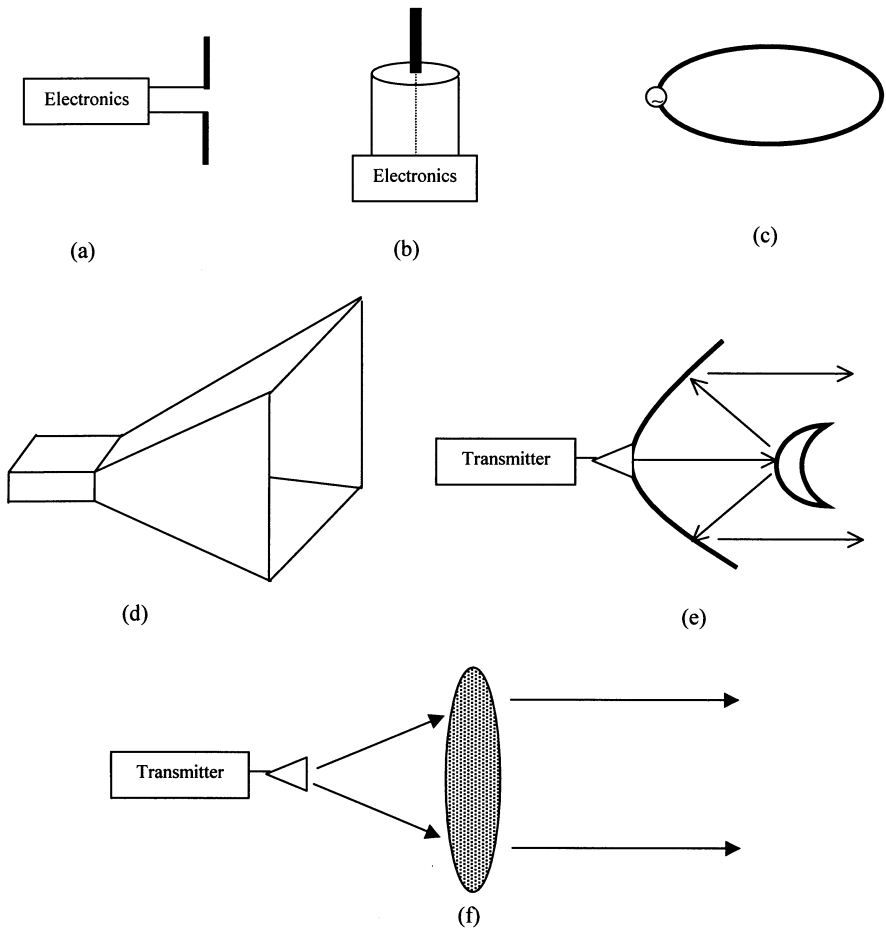 Electronics
Electronics
(a)
(b)
(c)
(d)
Transmitter
(e)
Transmitter
(f)